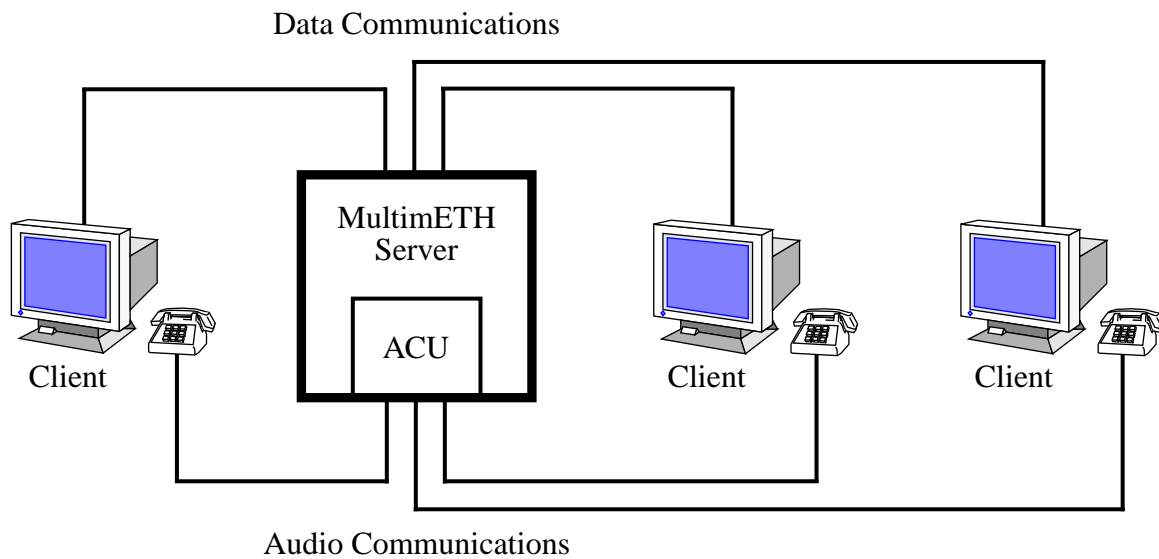 Data Communications
MultimETH
Server
ACU
Client
Client
Client
Audio Communications